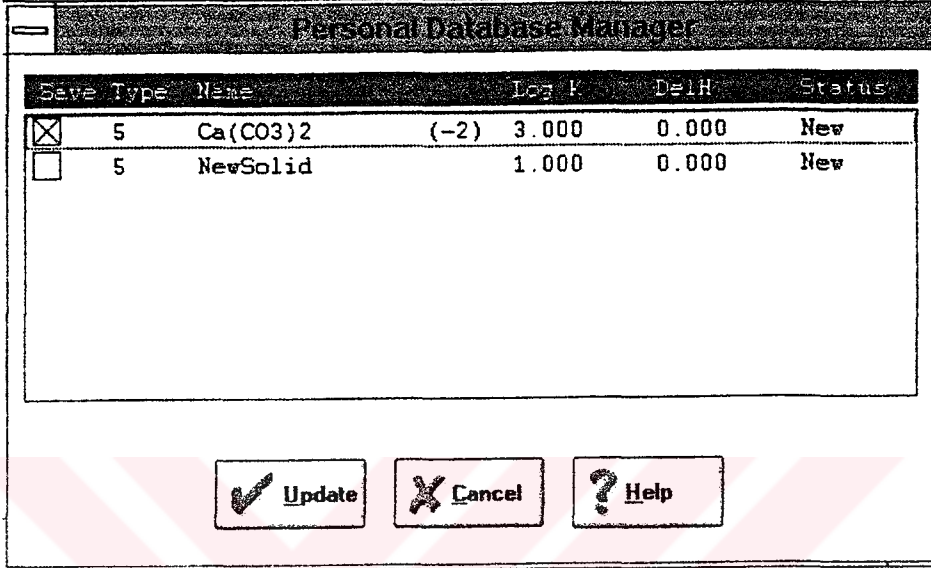 Personal Database Manager
Save Type Name Log K DelH Status
5 Ca(CO3)2 (-2) 3.000 0.000 New
5 NewSolid 1.000 0.000 New
Update Cancel Help